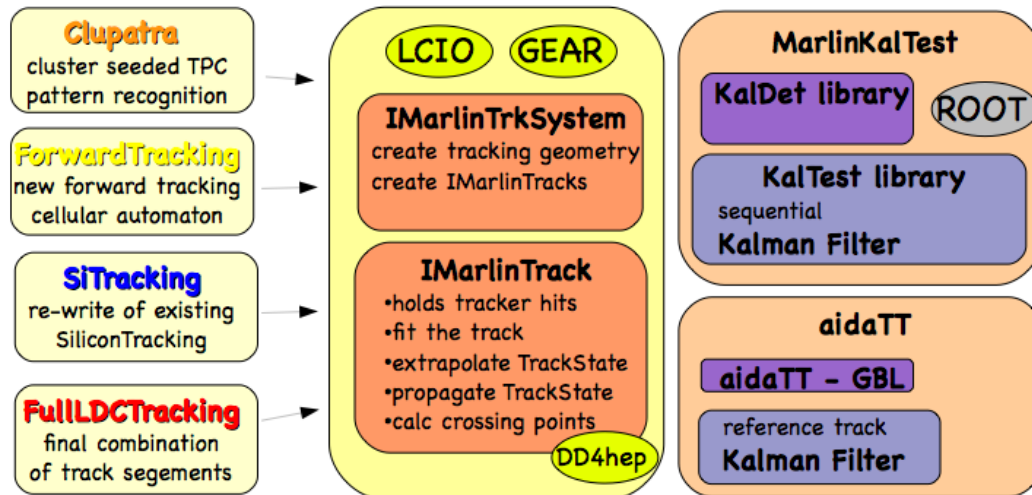 Clupatra
cluster seeded TPC
pattern recognition
ForwardTracking
new forward tracking
cellular automaton
SiTracking
re-write of existing
SiliconTracking
FullLDCTracking
final combination
of track segements
LCIO
GEAR
IMarlinTrkSystem
create tracking geometry
create IMarlinTracks
IMarlinTrack
•holds tracker hits
•fit the track
•extrapolate TrackState
•propagate TrackState
•calc crossing points
DD4hep
MarlinKalTest
KalDet library
ROOT
KalTest library
sequential
Kalman Filter
aidaTT
aidaTT - GBL
reference track
Kalman Filter